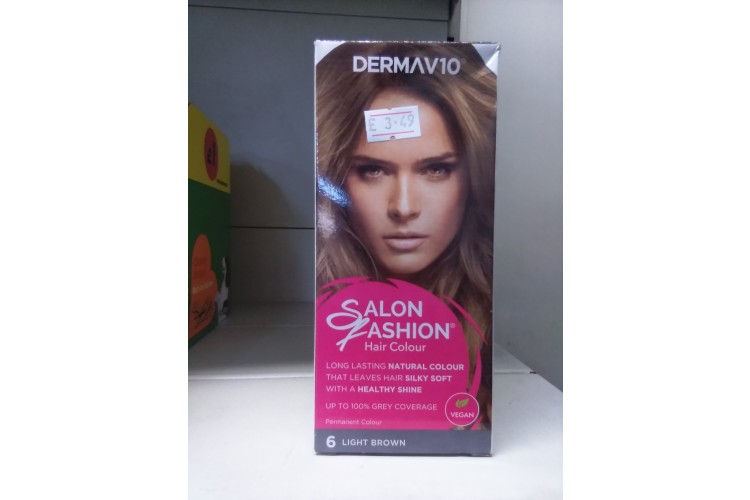 DERMAV10
£ 3.49
SALON
FASHION®
Hair Colour
LONG LASTING NATURAL COLOUR
THAT LEAVES HAIR SILKY SOFT
WITH A HEALTHY SHINE
UP TO 100% GREY COVERAGE
VEGAN
Permanent Colour
6 LIGHT BROWN
£1